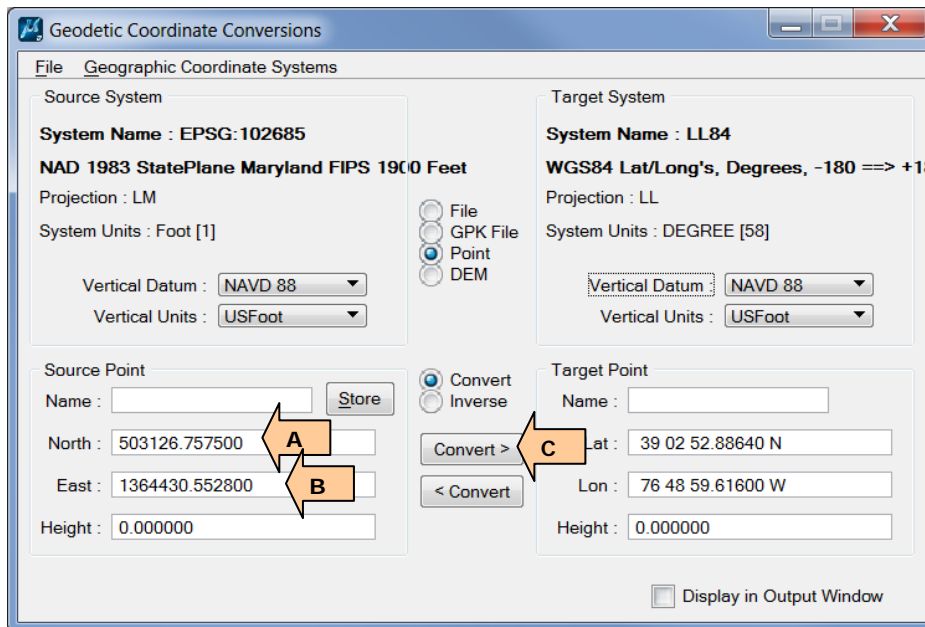 Geodetic Coordinate Conversions
File Geographic Coordinate Systems
Source System
System Name : EPSG:102685
NAD 1983 StatePlane Maryland FIPS 1900 Feet
Projection : LM
System Units : Foot [1]
Vertical Datum : NAVD 88
Vertical Units : USFoot
File
GPK File
Point
DEM
Target System
System Name : LL84
WGS84 Lat/Long's, Degrees, -180 ==> +18
Projection : LL
System Units : DEGREE [58]
Vertical Datum : NAVD 88
Vertical Units : USFoot
Source Point
Name :
Store
North : 503126.757500
A
East : 1364430.552800
B
Height : 0.000000
Convert
Inverse
Convert >
C
< Convert
Target Point
Name :
Lat : 39 02 52.88640 N
Lon : 76 48 59.61600 W
Height : 0.000000
Display in Output Window